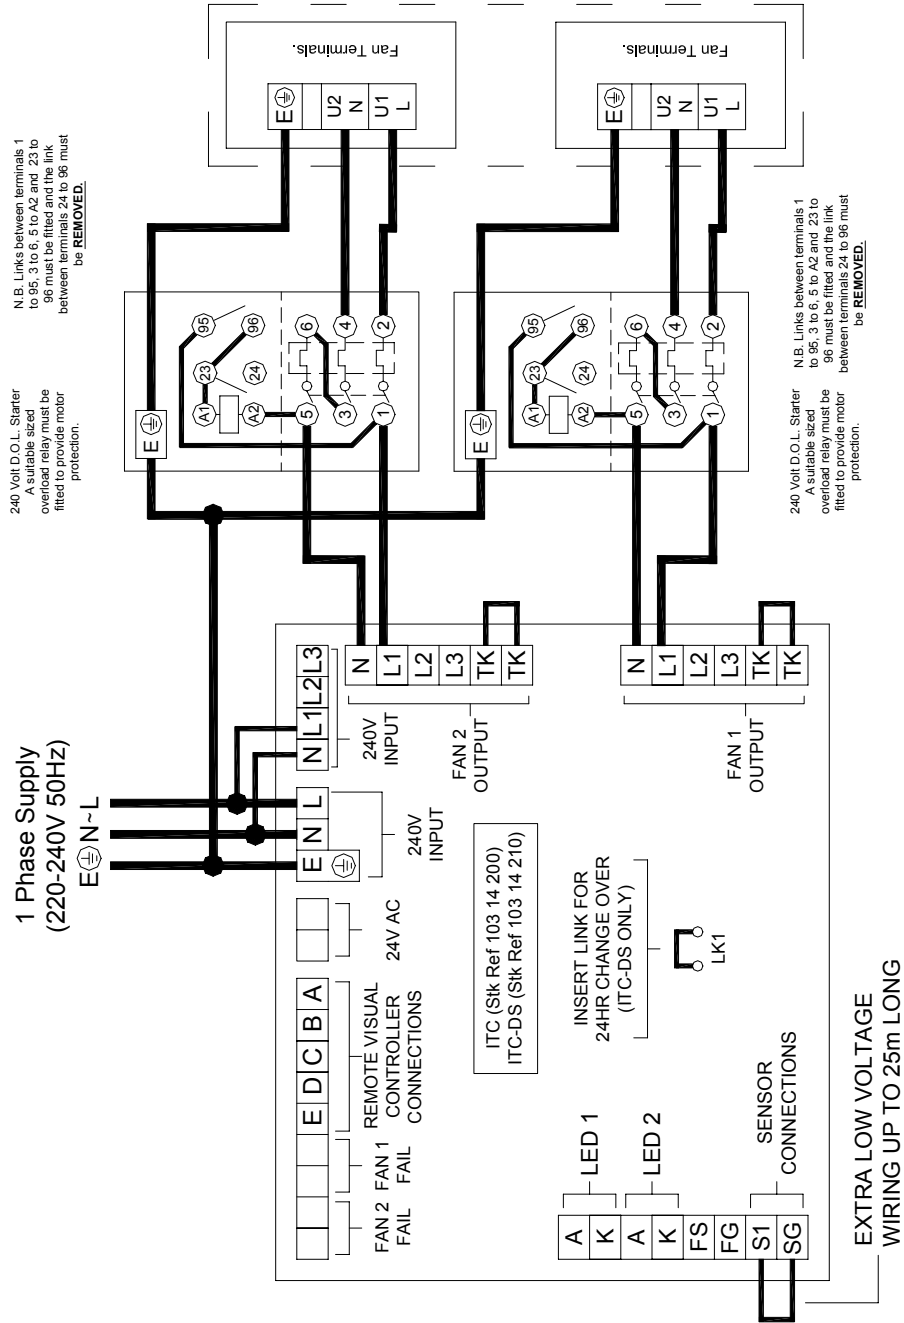 1 Phase Supply
(220-240V 50Hz)
E N~L
240 Volt D.O.L. Starter
A suitable sized
overload relay must be
fitted to provide motor
protection.
N.B. Links between terminals 1
to 95, 3 to 6, 5 to A2 and 23 to
96 must be fitted and the link
between terminals 24 to 96 must
be REMOVED.
E
A1
A2
23
24
95
96
5
3
1
6
4
2
E
U2
N
U1
L
Fan Terminals.
240 Volt D.O.L. Starter
A suitable sized
overload relay must be
fitted to provide motor
protection.
N.B. Links between terminals 1
to 95, 3 to 6, 5 to A2 and 23 to
96 must be fitted and the link
between terminals 24 to 96 must
be REMOVED.
E
A1
A2
23
24
95
96
5
3
1
6
4
2
E
U2
N
U1
L
Fan Terminals.
E D C B A
E N L
N L1 L2 L3
FAN 2
FAIL
FAN 1
FAIL
REMOTE VISUAL
CONTROLLER
CONNECTIONS
24V AC
240V
INPUT
240V
INPUT
N
L1
L2
L3
TK
TK
FAN 2
OUTPUT
N
L1
L2
L3
TK
TK
FAN 1
OUTPUT
ITC (Stk Ref 103 14 200)
ITC-DS (Stk Ref 103 14 210)
INSERT LINK FOR
24HR CHANGE OVER
(ITC-DS ONLY)
LK1
A
K
A
K
FS
FG
S1
SG
LED 1
LED 2
SENSOR
CONNECTIONS
EXTRA LOW VOLTAGE
WIRING UP TO 25m LONG